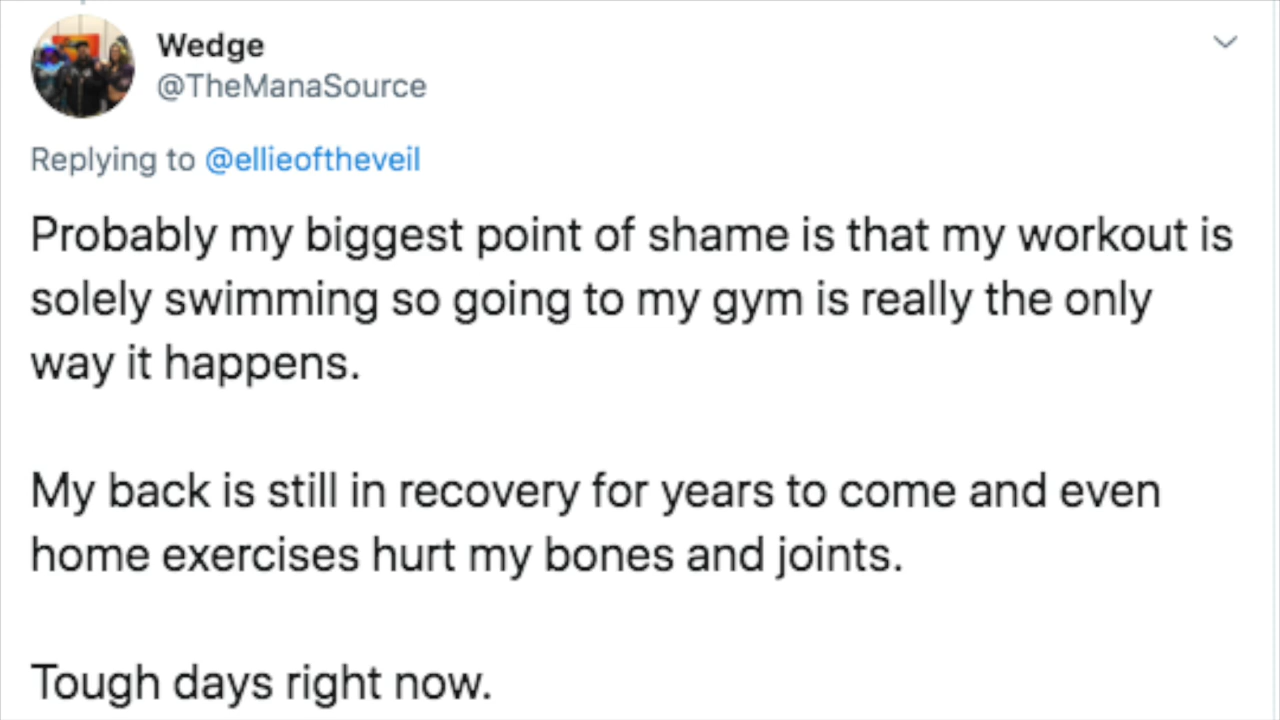 Wedge
@TheManaSource
Replying to @ellieoftheveil
Probably my biggest point of shame is that my workout is
solely swimming so going to my gym is really the only
way it happens.
My back is still in recovery for years to come and even
home exercises hurt my bones and joints.
Tough days right now.